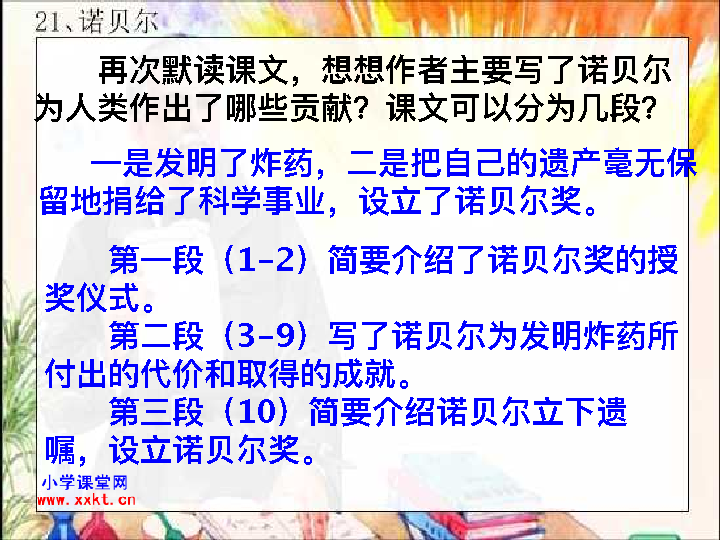 21、诺贝尔
再次默读课文，想想作者主要写了诺贝尔
为人类作出了哪些贡献？课文可以分为几段？
一是发明了炸药，二是把自己的遗产毫无保
留地捐给了科学事业，设立了诺贝尔奖。
第一段（1-2）简要介绍了诺贝尔奖的授
奖仪式。
第二段（3-9）写了诺贝尔为发明炸药所
付出的代价和取得的成就。
第三段（10）简要介绍诺贝尔立下遗
嘱，设立诺贝尔奖。
小学课堂网
www.xxkt.cn